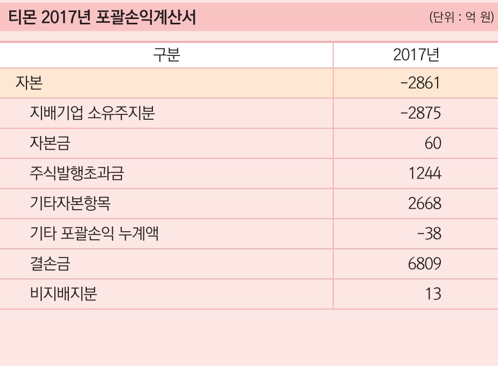 티몬 2017년 포괄손익계산서 (단위 : 억 원)
구분 2017년
자본 -2861
지배기업 소유주지분 -2875
자본금 60
주식발행초과금 1244
기타자본항목 2668
기타 포괄손익 누계액 -38
결손금 6809
비지배지분 13